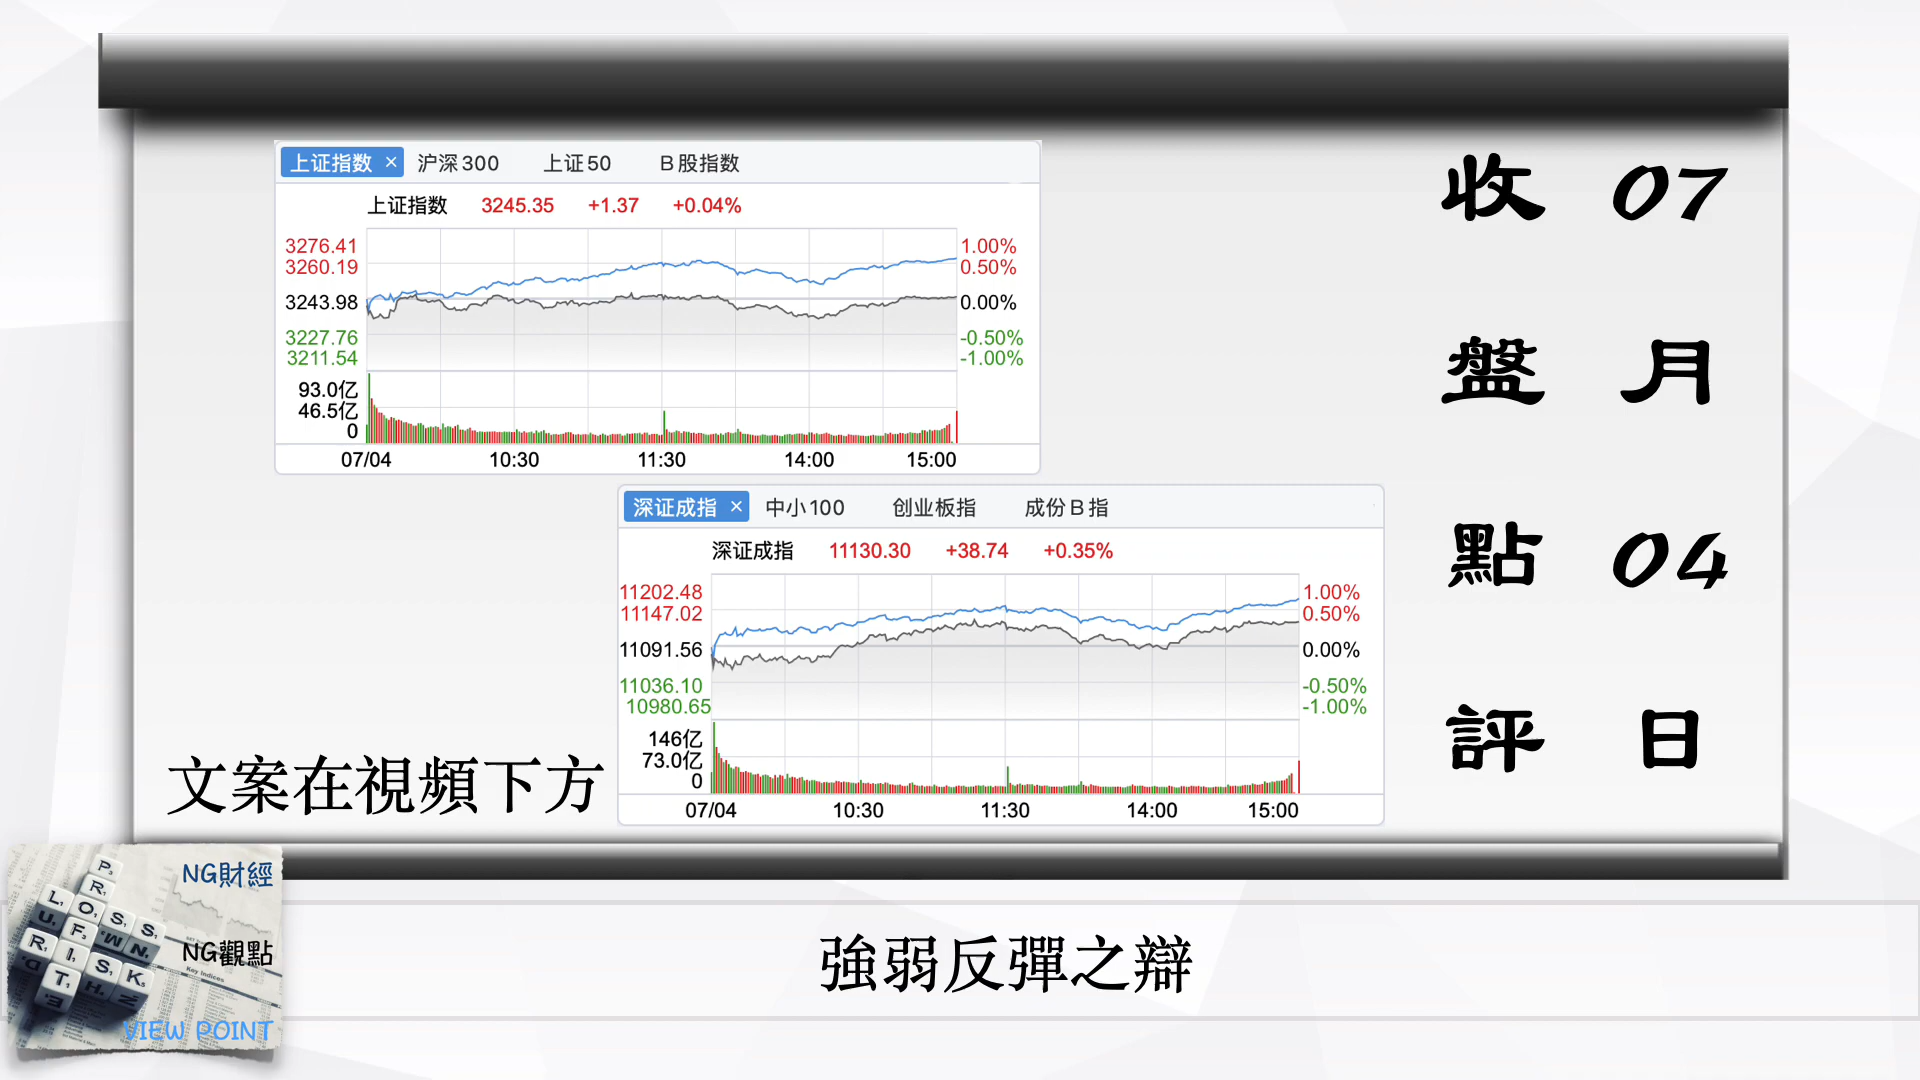 上证指数 × 沪深300 上证50 B股指数
上证指数 3245.35 +1.37 +0.04%
3276.41 1.00%
3260.19 0.50%
3243.98 0.00%
3227.76 -0.50%
3211.54 -1.00%
93.0亿
46.5亿
0
07/04 10:30 11:30 14:00 15:00
深证成指 × 中小100 创业板指 成份B指
深证成指 11130.30 +38.74 +0.35%
11202.48 1.00%
11147.02 0.50%
11091.56 0.00%
11036.10 -0.50%
10980.65 -1.00%
146亿
73.0亿
0
07/04 10:30 11:30 14:00 15:00
07月04日
收盤點評
文案在視頻下方
NG財經
NG觀點
VIEW POINT
Key Indices
強弱反彈之辯